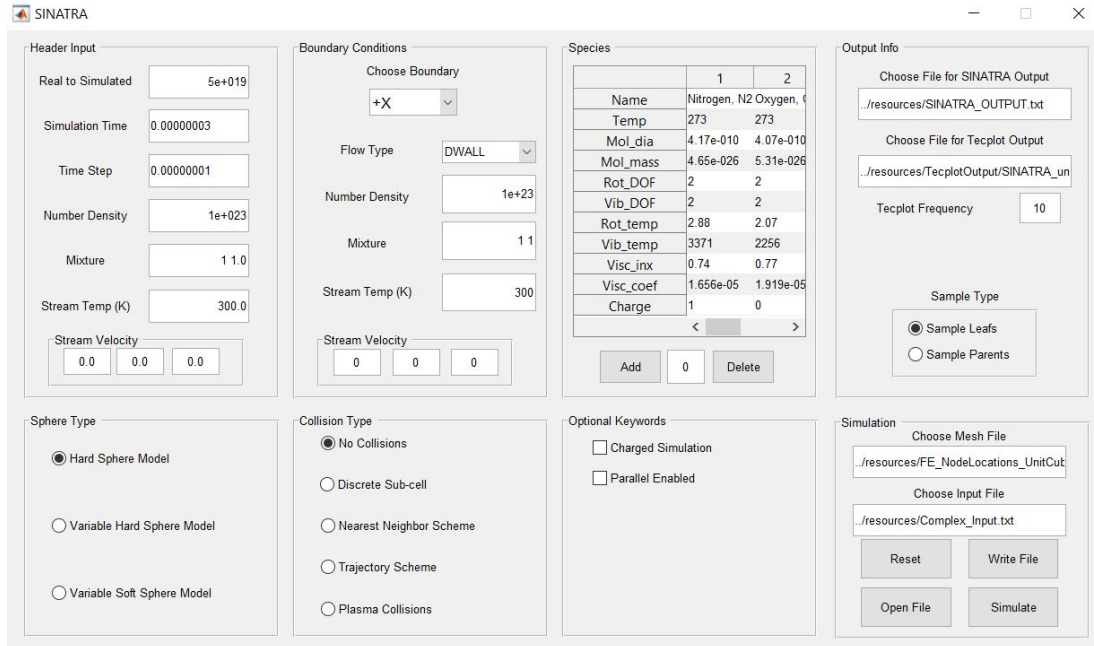 SINATRA
Header Input
Real to Simulated 5e+019
Simulation Time 0.00000003
Time Step 0.00000001
Number Density 1e+023
Mixture 1 1.0
Stream Temp (K) 300.0
Stream Velocity
0.0 0.0 0.0
Boundary Conditions
Choose Boundary
+X
Flow Type DWALL
Number Density 1e+23
Mixture 1 1
Stream Temp (K) 300
Stream Velocity
0 0 0
Species
1 2
Name Nitrogen, N2 Oxygen,
Temp 273 273
Mol_dia 4.17e-010 4.07e-010
Mol_mass 4.65e-026 5.31e-026
Rot_DOF 2 2
Vib_DOF 2 2
Rot_temp 2.88 2.07
Vib_temp 3371 2256
Visc_inx 0.74 0.77
Visc_coef 1.656e-05 1.919e-05
Charge 1 0
Add 0 Delete
Output Info
Choose File for SINATRA Output
../resources/SINATRA_OUTPUT.txt
Choose File for Tecplot Output
../resources/TecplotOutput/SINATRA_un
Tecplot Frequency 10
Sample Type
Sample Leafs
Sample Parents
Sphere Type
Hard Sphere Model
Variable Hard Sphere Model
Variable Soft Sphere Model
Collision Type
No Collisions
Discrete Sub-cell
Nearest Neighbor Scheme
Trajectory Scheme
Plasma Collisions
Optional Keywords
Charged Simulation
Parallel Enabled
Simulation
Choose Mesh File
../resources/FE_NodeLocations_UnitCub
Choose Input File
../resources/Complex_Input.txt
Reset Write File
Open File Simulate